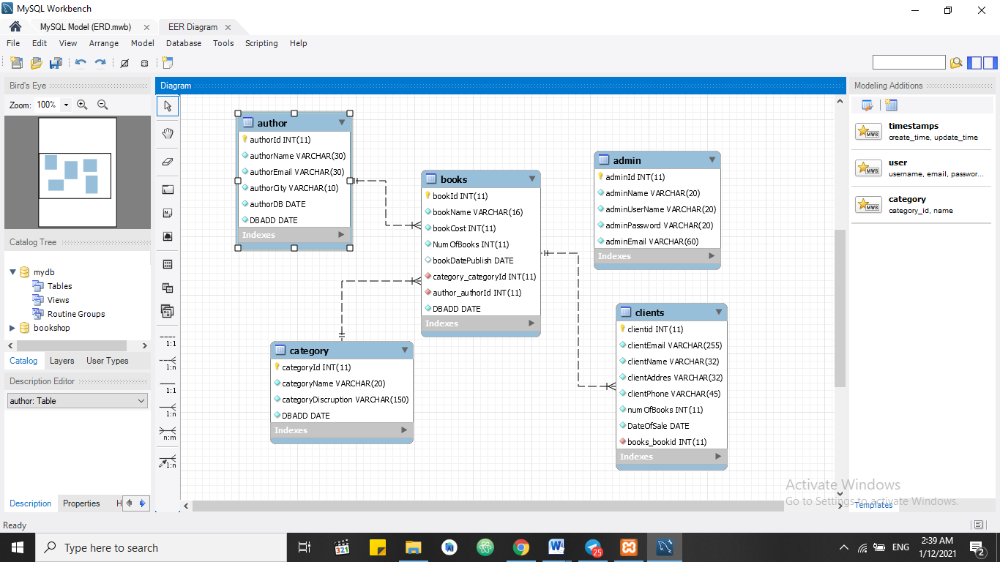 MySQL Workbench
MySQL Model (ERD.mwb)
EER Diagram
File Edit View Arrange Model Database Tools Scripting Help
Bird's Eye
Zoom: 100%
Catalog Tree
mydb
Tables
Views
Routine Groups
bookshop
Catalog Layers User Types
Description Editor
author: Table
Description Properties H
Ready
Diagram
1:1
1:n
1:1
1:n
n:m
1:n
author
authorId INT(11)
authorName VARCHAR(30)
authorEmail VARCHAR(30)
authorCity VARCHAR(10)
authorDB DATE
DBADD DATE
Indexes
books
bookId INT(11)
bookName VARCHAR(16)
bookCost INT(11)
NumOfBooks INT(11)
bookDatePublish DATE
category_categoryId INT(11)
author_authorId INT(11)
DBADD DATE
Indexes
category
categoryId INT(11)
categoryName VARCHAR(20)
categoryDiscruption VARCHAR(150)
DBADD DATE
Indexes
admin
adminId INT(11)
adminName VARCHAR(20)
adminUserName VARCHAR(20)
adminPassword VARCHAR(20)
adminEmail VARCHAR(60)
Indexes
clients
clientid INT(11)
clientEmail VARCHAR(255)
clientName VARCHAR(32)
clientAddres VARCHAR(32)
clientPhone VARCHAR(45)
numOfBooks INT(11)
DateOfSale DATE
books_bookid INT(11)
Indexes
Modeling Additions
MWB
timestamps
create_time, update_time
MWB
user
username, email, passwor...
MWB
category
category_id, name
Activate Windows
Go to Settings to activate Windows.
Templates
Type here to search
321
25
ENG
2:39 AM
1/12/2021
2